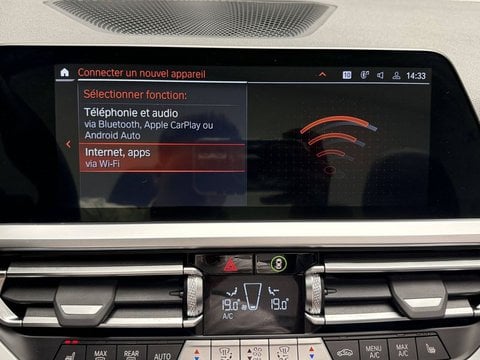 Connecter un nouvel appareil
10
14:33
Sélectionner fonction:
Téléphonie et audio
via Bluetooth, Apple CarPlay ou
Android Auto
Internet, apps
via Wi-Fi
19.0 19.0
A/C
MAX REAR AUTO MENU MAX
A/C A/C